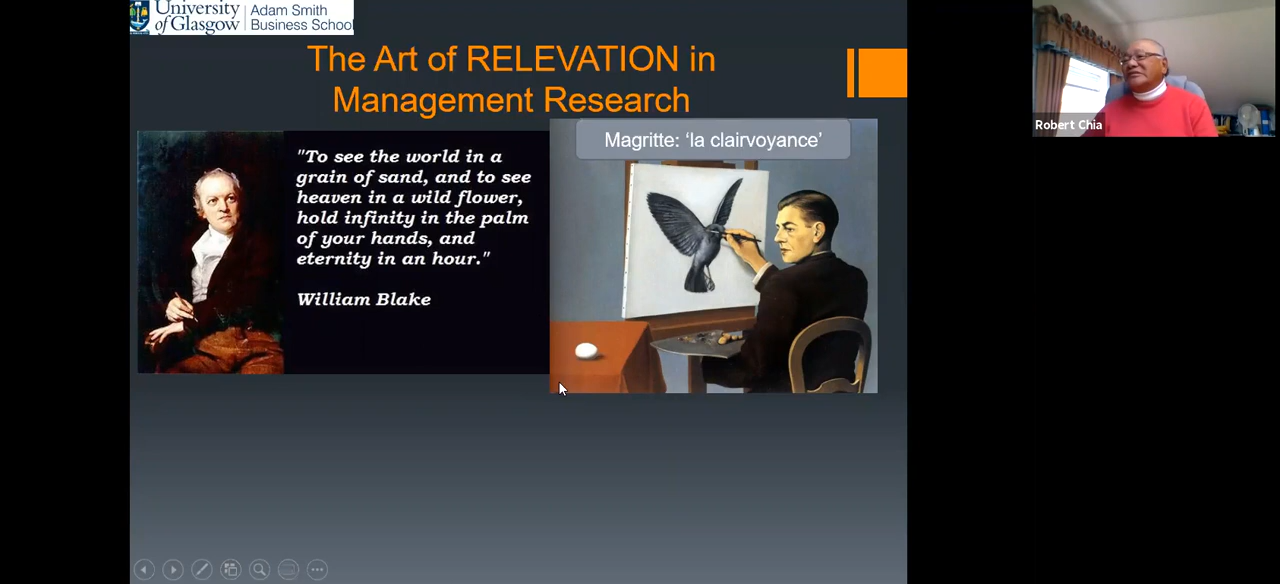 University
of Glasgow
Adam Smith
Business School
The Art of RELEVATION in
Management Research
"To see the world in a
grain of sand, and to see
heaven in a wild flower,
hold infinity in the palm
of your hands, and
eternity in an hour."
William Blake
Magritte: ‘la clairvoyance’
Robert Chia